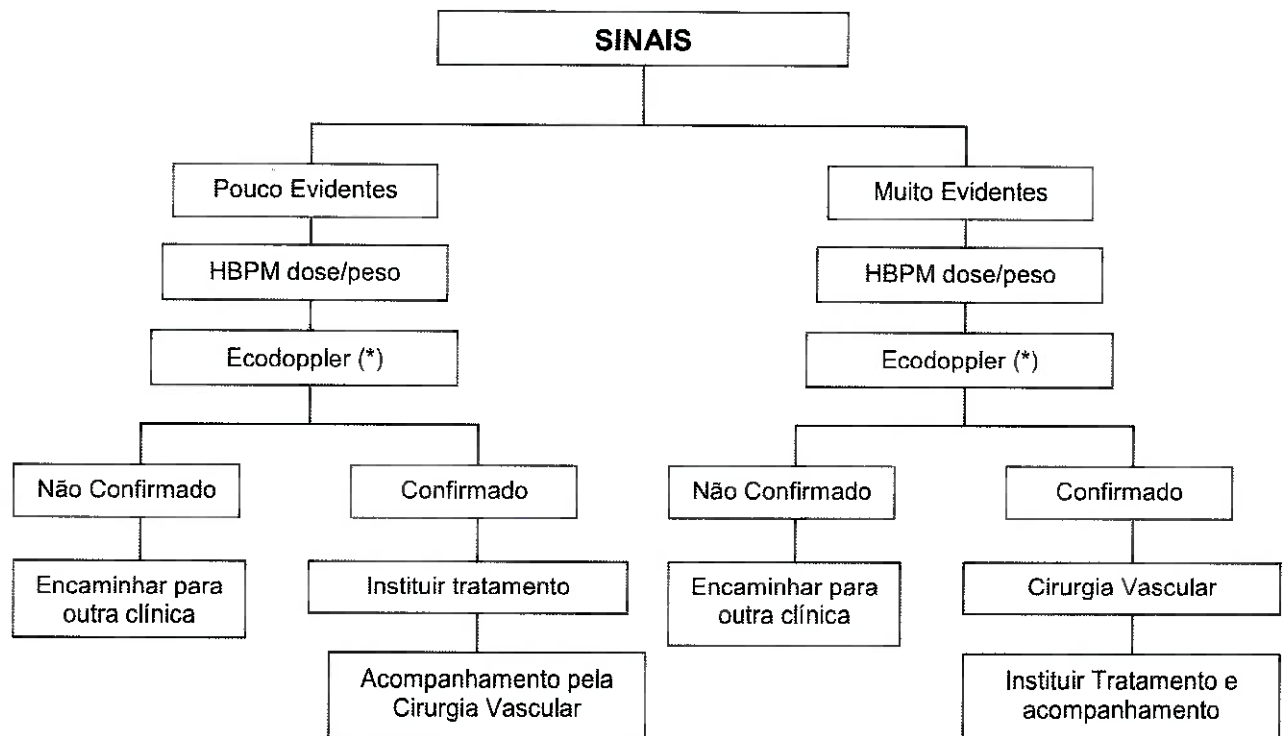 SINAIS
Pouco Evidentes
Muito Evidentes
HBPM dose/peso
HBPM dose/peso
Ecodoppler (*)
Ecodoppler (*)
Não Confirmado
Confirmado
Não Confirmado
Confirmado
Encaminhar para
outra clínica
Instituir tratamento
Encaminhar para
outra clínica
Cirurgia Vascular
Acompanhamento pela
Cirurgia Vascular
Instituir Tratamento e
acompanhamento